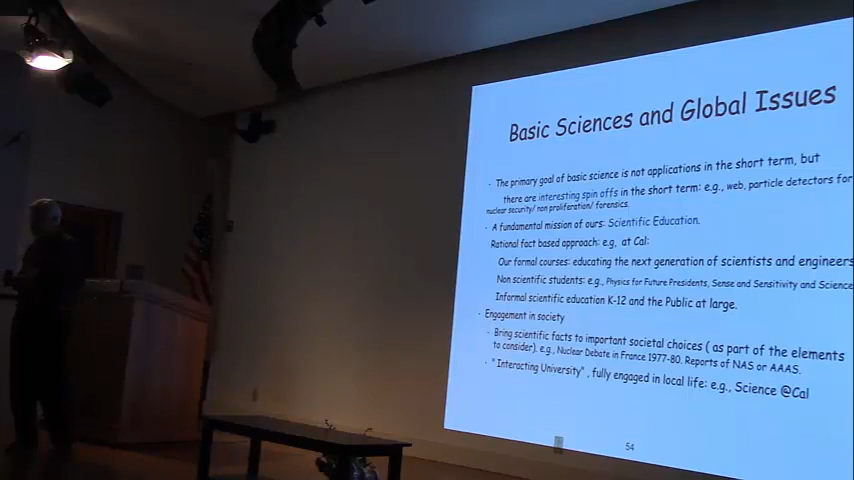 Basic Sciences and Global Issues
· The primary goal of basic science is not applications in the short term, but
there are interesting spin offs in the short term: e.g., web, particle detectors for
nuclear security/ non proliferation/ forensics.
· A fundamental mission of ours: Scientific Education.
Rational fact based approach: e.g, at Cal:
Our formal courses: educating the next generation of scientists and engineers
Non scientific students: e.g., Physics for Future Presidents, Sense and Sensitivity and Science
Informal scientific education K-12 and the Public at large.
· Engagement in society
· Bring scientific facts to important societal choices ( as part of the elements
to consider). e.g., Nuclear Debate in France 1977-80. Reports of NAS or AAAS.
· "Interacting University" , fully engaged in local life: e.g., Science @Cal
54